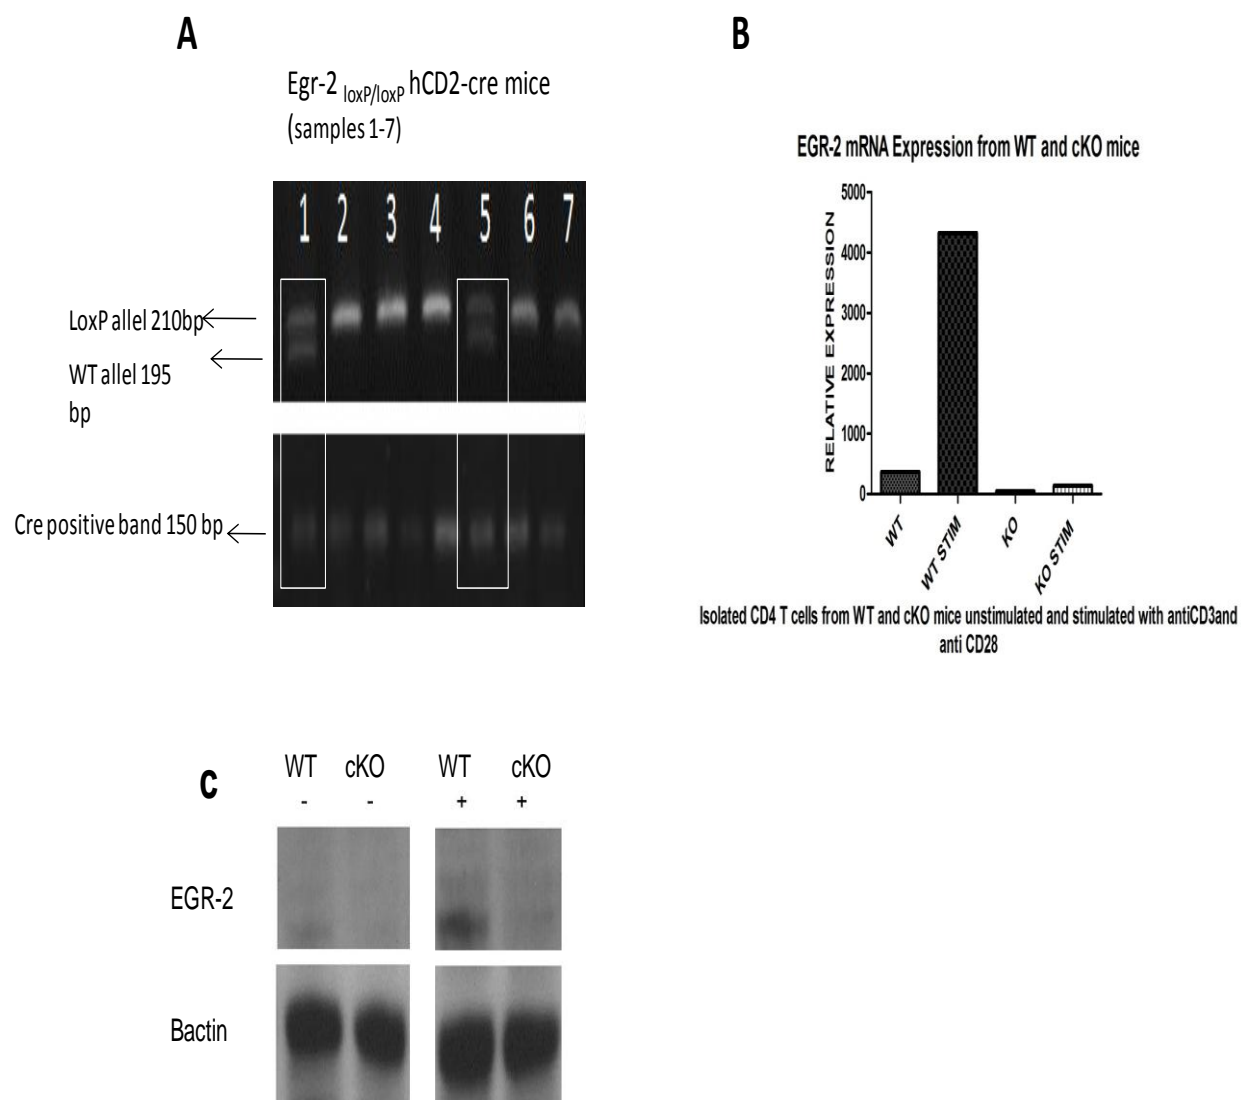 A
Egr-2 loxP/loxP hCD2-cre mice
(samples 1-7)
1 2 3 4 5 6 7
LoxP allel 210bp
WT allel 195
bp
Cre positive band 150 bp
B
EGR-2 mRNA Expression from WT and cKO mice
RELATIVE EXPRESSION
5000
4000
3000
2000
1000
0
WT
WT STIM
KO
KO STIM
Isolated CD4 T cells from WT and cKO mice unstimulated and stimulated with antiCD3and
anti CD28
C
WT cKO WT cKO
- - + +
EGR-2
Bactin